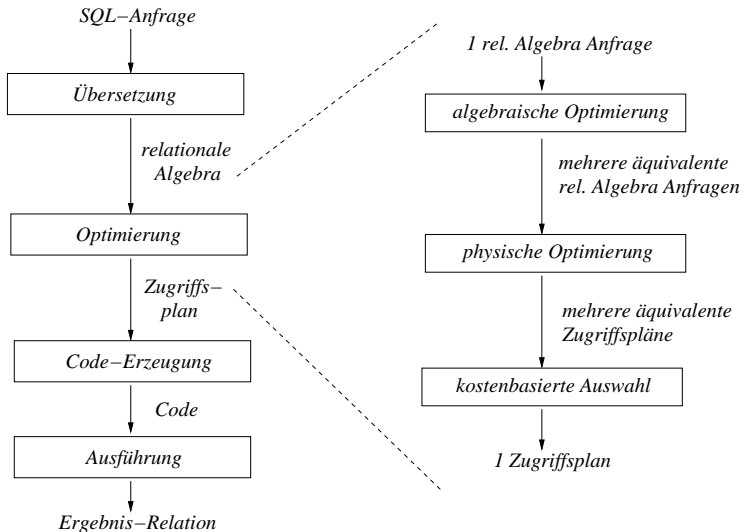 SQL–Anfrage
Übersetzung
relationale
Algebra
Optimierung
Zugriffs–
plan
Code–Erzeugung
Code
Ausführung
Ergebnis–Relation
1 rel. Algebra Anfrage
algebraische Optimierung
mehrere äquivalente
rel. Algebra Anfragen
physische Optimierung
mehrere äquivalente
Zugriffspläne
kostenbasierte Auswahl
1 Zugriffsplan